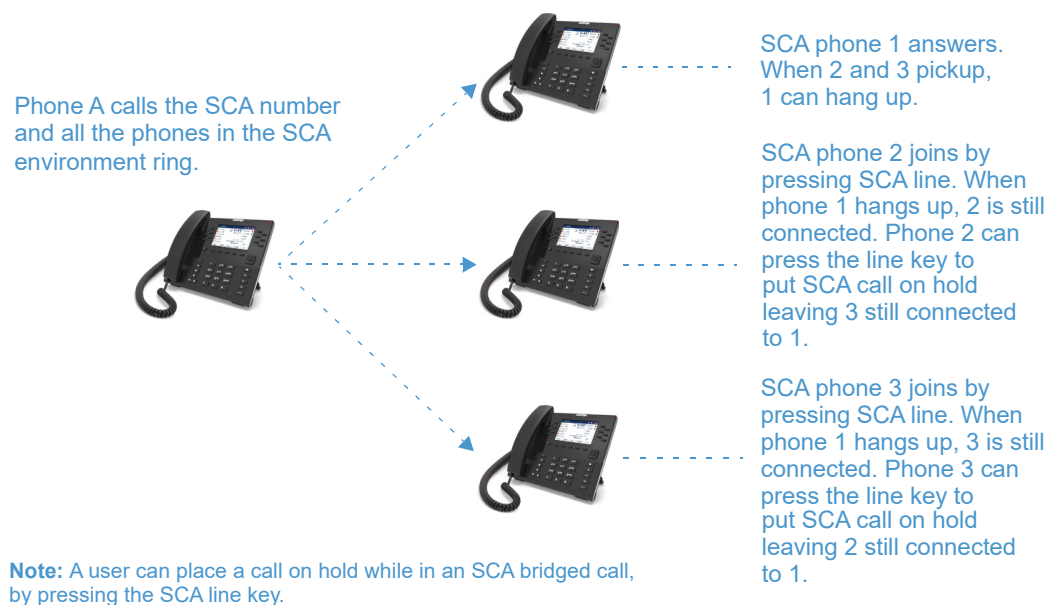 Phone A calls the SCA number
and all the phones in the SCA
environment ring.
SCA phone 1 answers.
When 2 and 3 pickup,
1 can hang up.
SCA phone 2 joins by
pressing SCA line. When
phone 1 hangs up, 2 is still
connected. Phone 2 can
press the line key to
put SCA call on hold
leaving 3 still connected
to 1.
SCA phone 3 joins by
pressing SCA line. When
phone 1 hangs up, 3 is still
connected. Phone 3 can
press the line key to
put SCA call on hold
leaving 2 still connected
to 1.
Note: A user can place a call on hold while in an SCA bridged call,
by pressing the SCA line key.